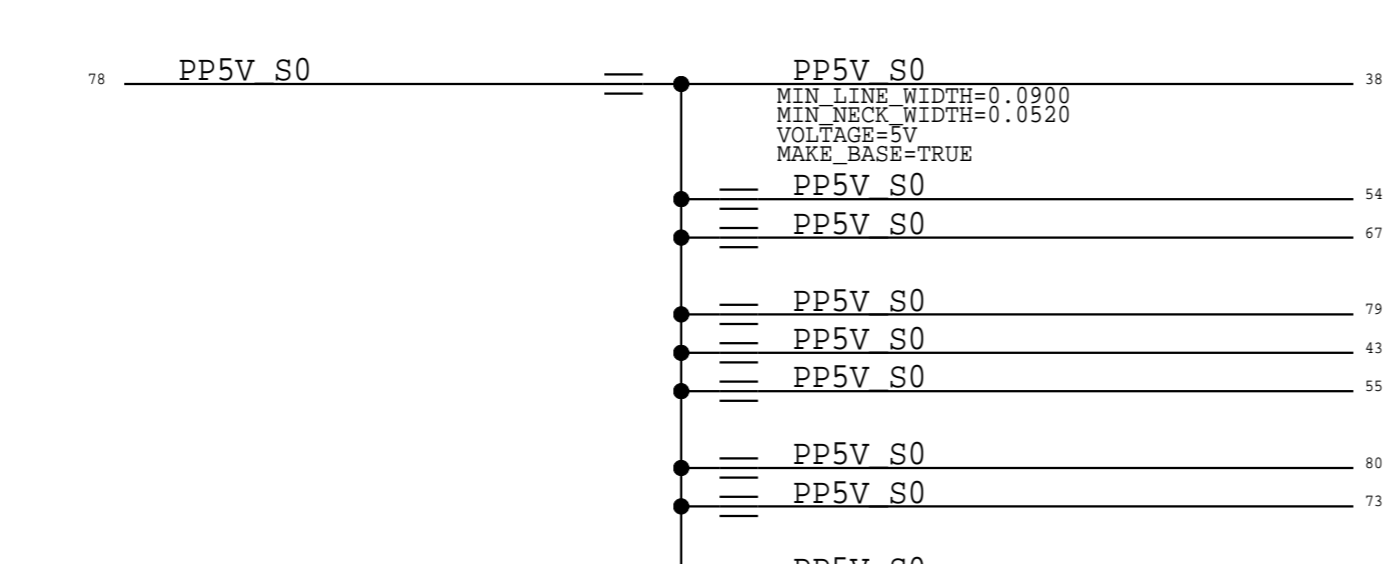 78 PP5V_S0 PP5V_S0 38
MIN_LINE_WIDTH=0.0900
MIN_NECK_WIDTH=0.0520
VOLTAGE=5V
MAKE_BASE=TRUE
PP5V_S0 54
PP5V_S0 67
PP5V_S0 79
PP5V_S0 43
PP5V_S0 55
PP5V_S0 80
PP5V_S0 73
PP5V_S0